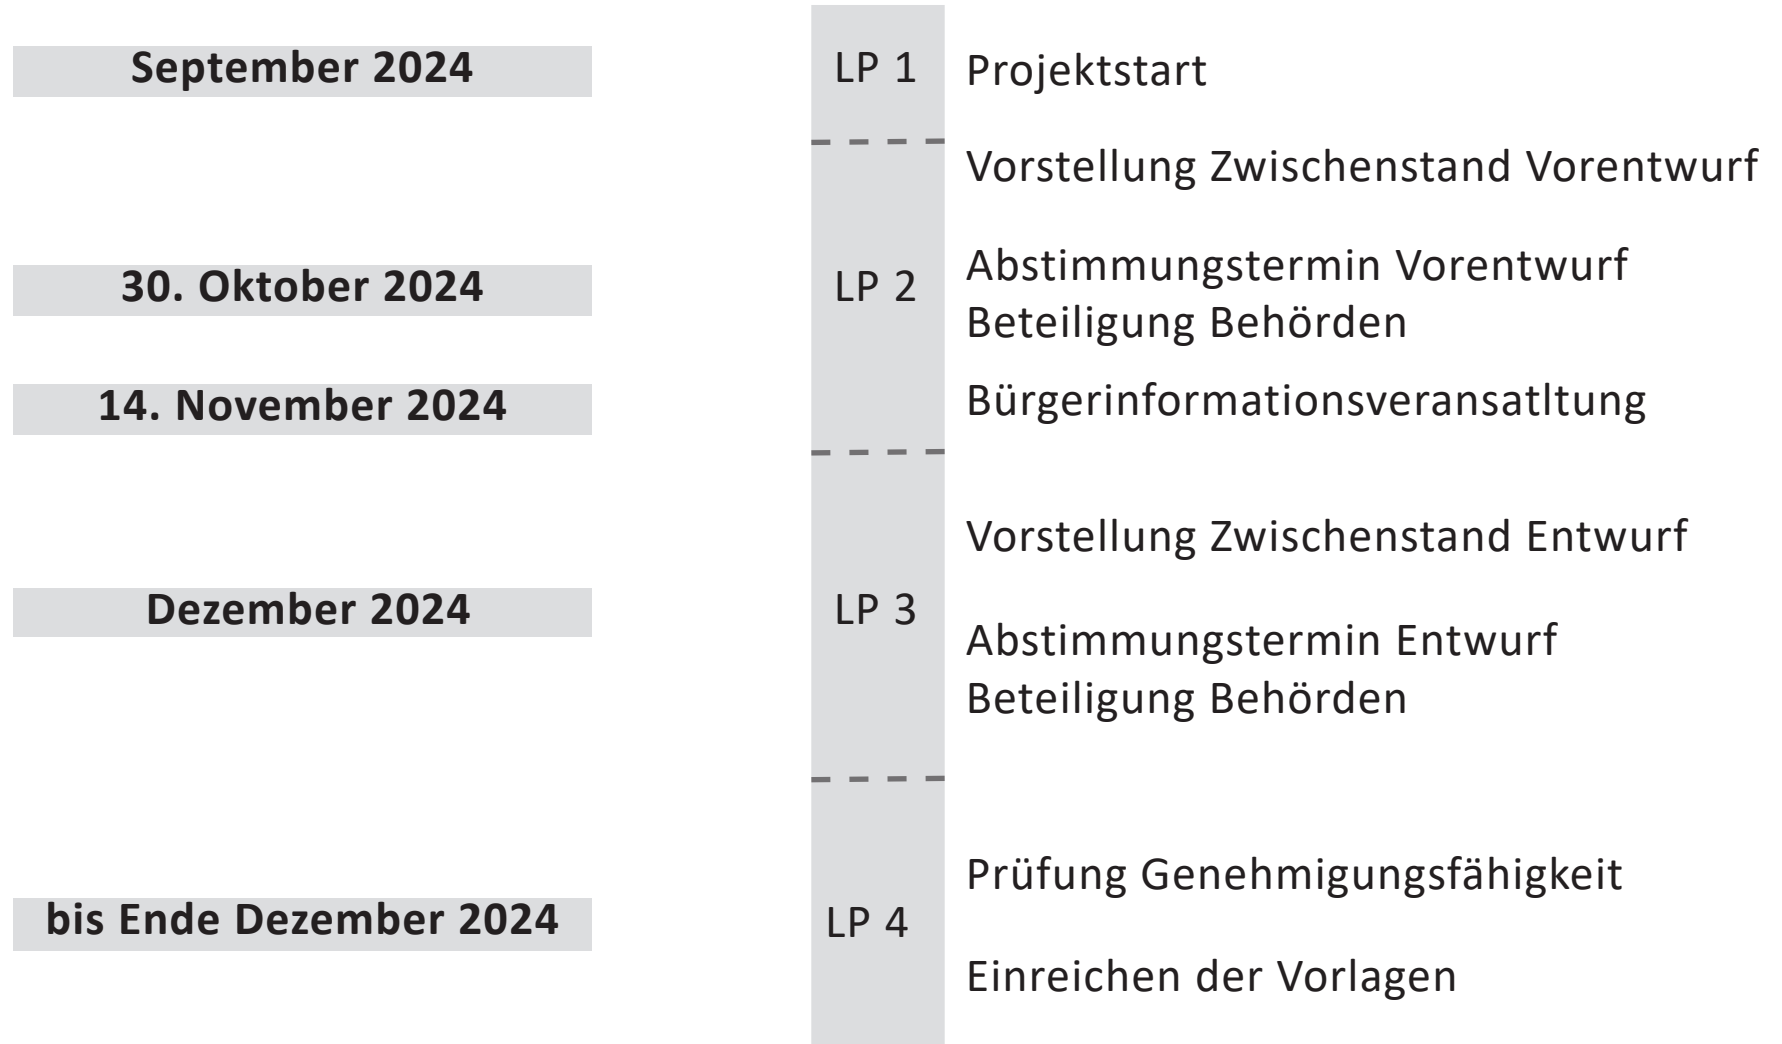 September 2024
LP 1
Projektstart
Vorstellung Zwischenstand Vorentwurf
30. Oktober 2024
LP 2
Abstimmungstermin Vorentwurf
Beteiligung Behörden
14. November 2024
Bürgerinformationsveransatltung
Vorstellung Zwischenstand Entwurf
Dezember 2024
LP 3
Abstimmungstermin Entwurf
Beteiligung Behörden
Prüfung Genehmigungsfähigkeit
bis Ende Dezember 2024
LP 4
Einreichen der Vorlagen